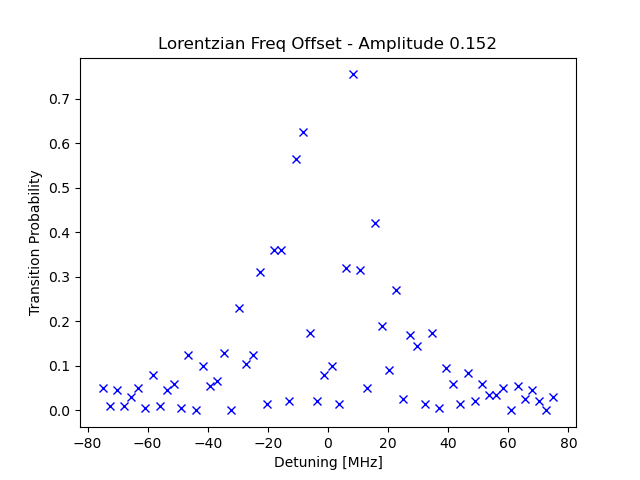 Lorentzian Freq Offset - Amplitude 0.152
Transition Probability
0.7
0.6
0.5
0.4
0.3
0.2
0.1
0.0
−80 −60 −40 −20 0 20 40 60 80
Detuning [MHz]